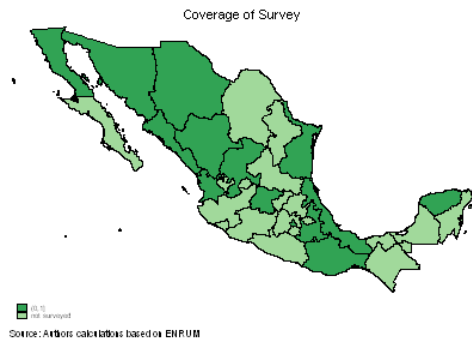 Coverage of Survey
(0,1]
not surveyed
Source: Authors calculations based on ENRUM